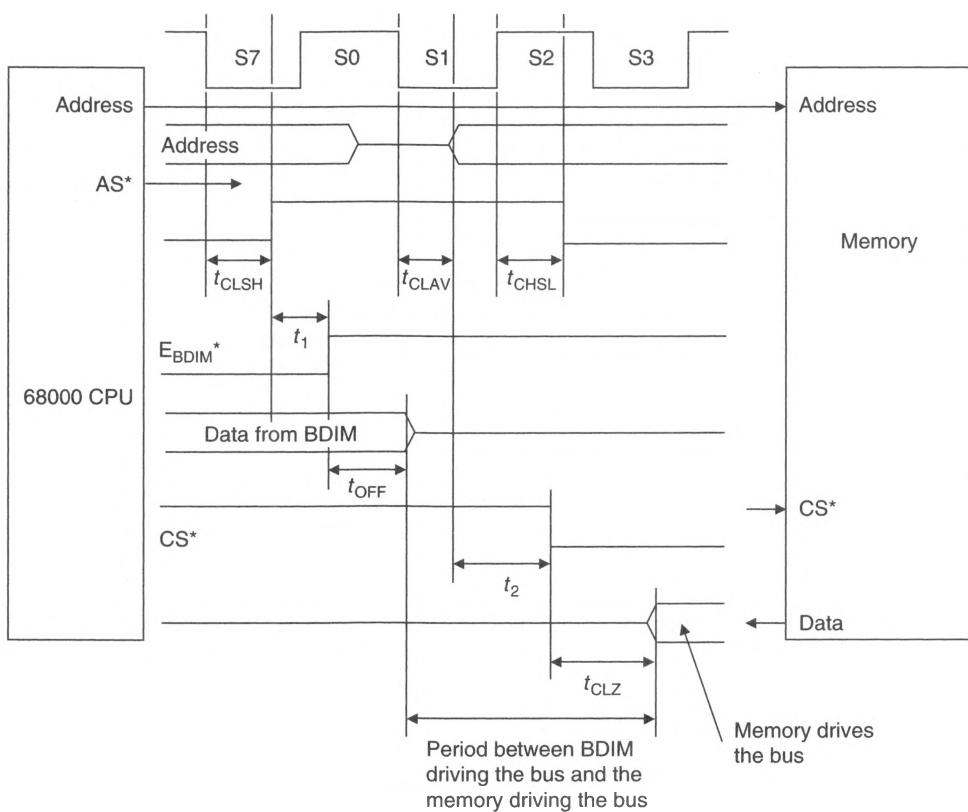 S7 S0 S1 S2 S3
Address
Address
Address
AS*
Memory
tCLSH
tCLAV
tCHSL
t1
EBDIM*
68000 CPU
Data from BDIM
tOFF
CS*
CS*
t2
Data
tCLZ
Memory drives
the bus
Period between BDIM
driving the bus and the
memory driving the bus